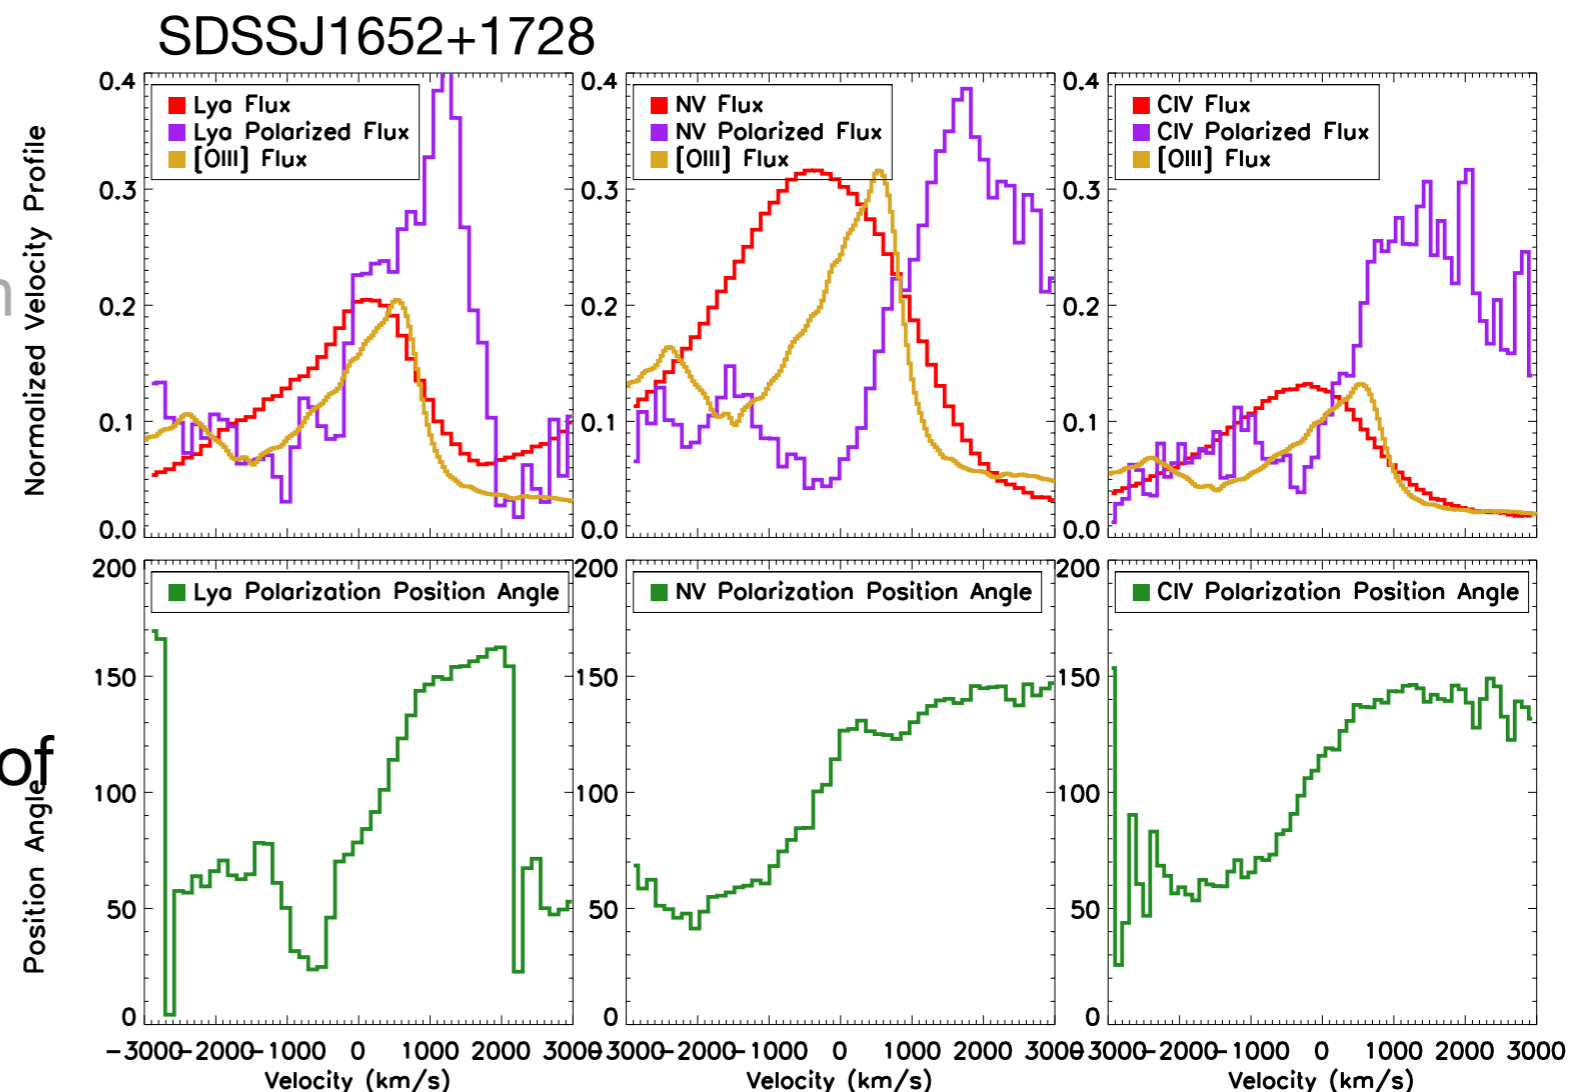 SDSSJ1652+1728
Normalized Velocity Profile
0.4
0.3
0.2
0.1
0.0
Lya Flux
Lya Polarized Flux
[OIII] Flux
0.4
0.3
0.2
0.1
0.0
NV Flux
NV Polarized Flux
[OIII] Flux
0.4
0.3
0.2
0.1
0.0
CIV Flux
CIV Polarized Flux
[OIII] Flux
n
of
Position Angle
200
150
100
50
0
Lya Polarization Position Angle
-3000 -2000 -1000 0 1000 2000 3000
Velocity (km/s)
200
150
100
50
0
NV Polarization Position Angle
-3000 -2000 -1000 0 1000 2000 3000
Velocity (km/s)
200
150
100
50
0
CIV Polarization Position Angle
-3000 -2000 -1000 0 1000 2000 3000
Velocity (km/s)